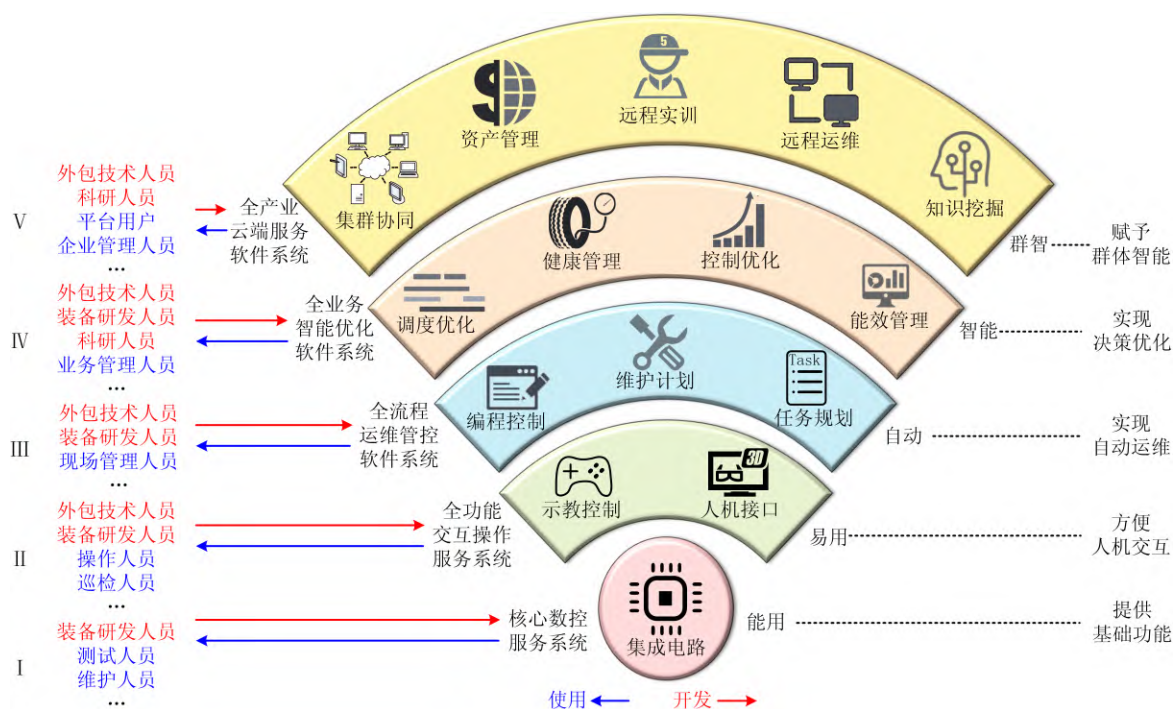 5
远程实训
资产管理
远程运维
集群协同
知识挖掘
Ⅴ
外包技术人员
科研人员
平台用户
企业管理人员
...
全产业
云端服务
软件系统
群智
赋予
群体智能
健康管理
控制优化
调度优化
能效管理
Ⅳ
外包技术人员
装备研发人员
科研人员
业务管理人员
...
全业务
智能优化
软件系统
智能
实现
决策优化
维护计划
编程控制
Task
任务规划
Ⅲ
外包技术人员
装备研发人员
现场管理人员
...
全流程
运维管控
软件系统
自动
实现
自动运维
示教控制
3D
人机接口
Ⅱ
外包技术人员
装备研发人员
操作人员
巡检人员
...
全功能
交互操作
服务系统
易用
方便
人机交互
集成电路
Ⅰ
装备研发人员
测试人员
维护人员
...
核心数控
服务系统
能用
提供
基础功能
使用
开发